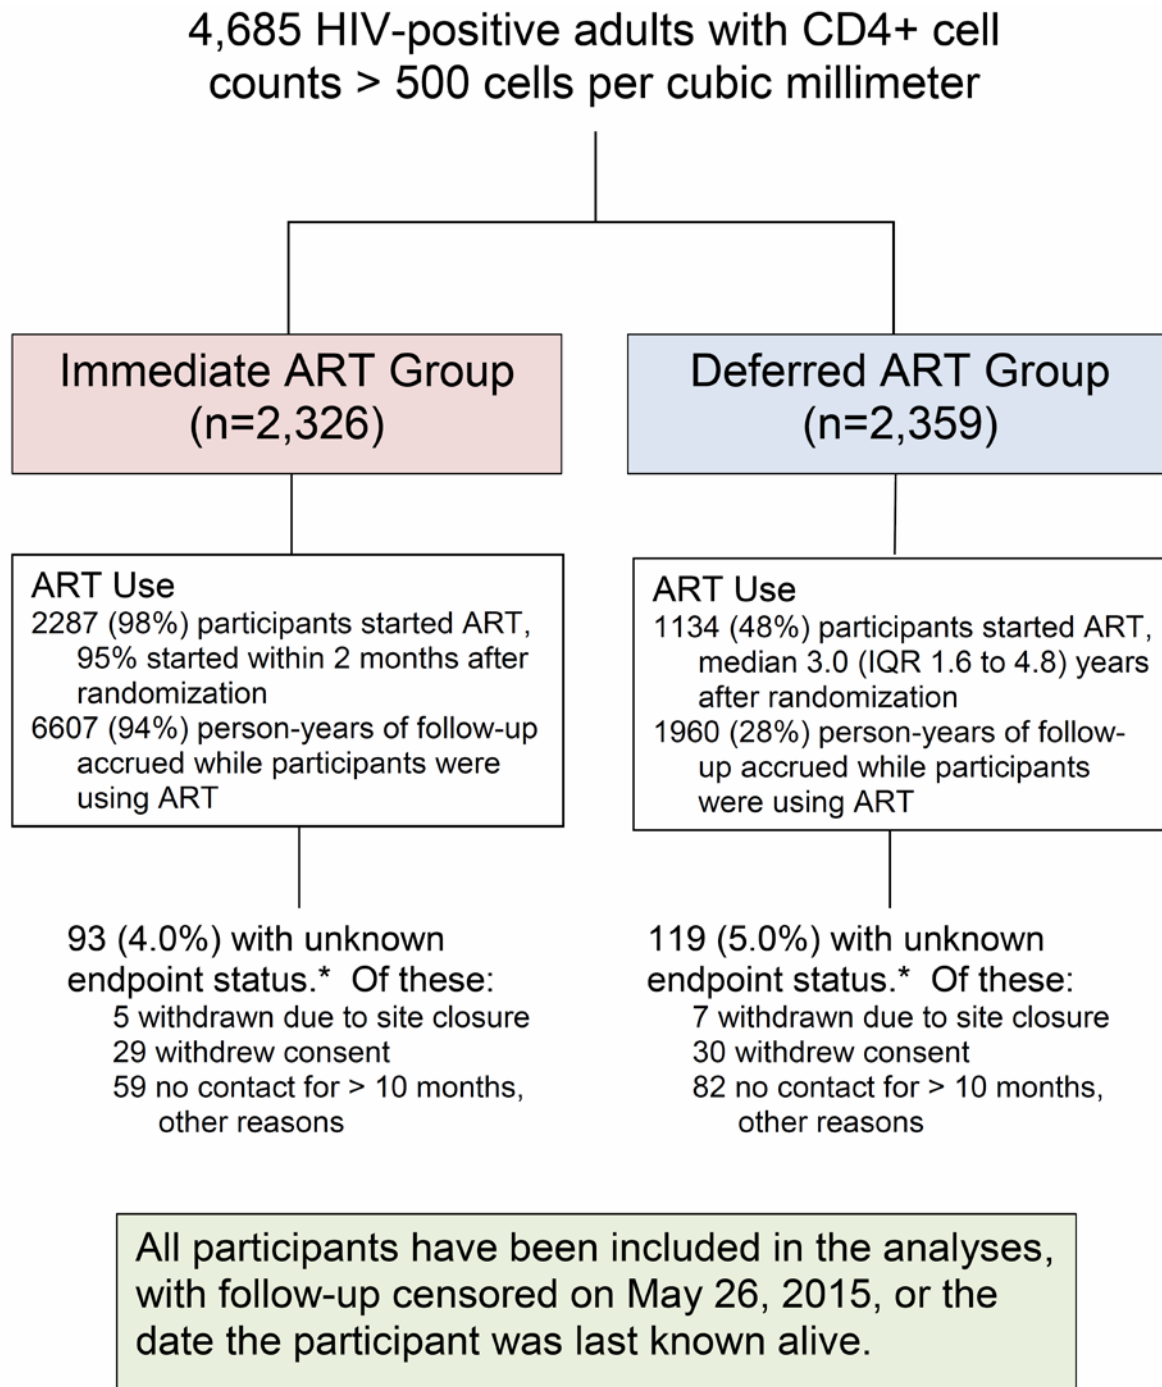 4,685 HIV-positive adults with CD4+ cell
counts > 500 cells per cubic millimeter
Immediate ART Group
(n=2,326)
Deferred ART Group
(n=2,359)
ART Use
2287 (98%) participants started ART,
95% started within 2 months after
randomization
6607 (94%) person-years of follow-up
accrued while participants were
using ART
ART Use
1134 (48%) participants started ART,
median 3.0 (IQR 1.6 to 4.8) years
after randomization
1960 (28%) person-years of follow-
up accrued while participants
were using ART
93 (4.0%) with unknown
endpoint status.* Of these:
5 withdrawn due to site closure
29 withdrew consent
59 no contact for > 10 months,
other reasons
119 (5.0%) with unknown
endpoint status.* Of these:
7 withdrawn due to site closure
30 withdrew consent
82 no contact for > 10 months,
other reasons
All participants have been included in the analyses,
with follow-up censored on May 26, 2015, or the
date the participant was last known alive.